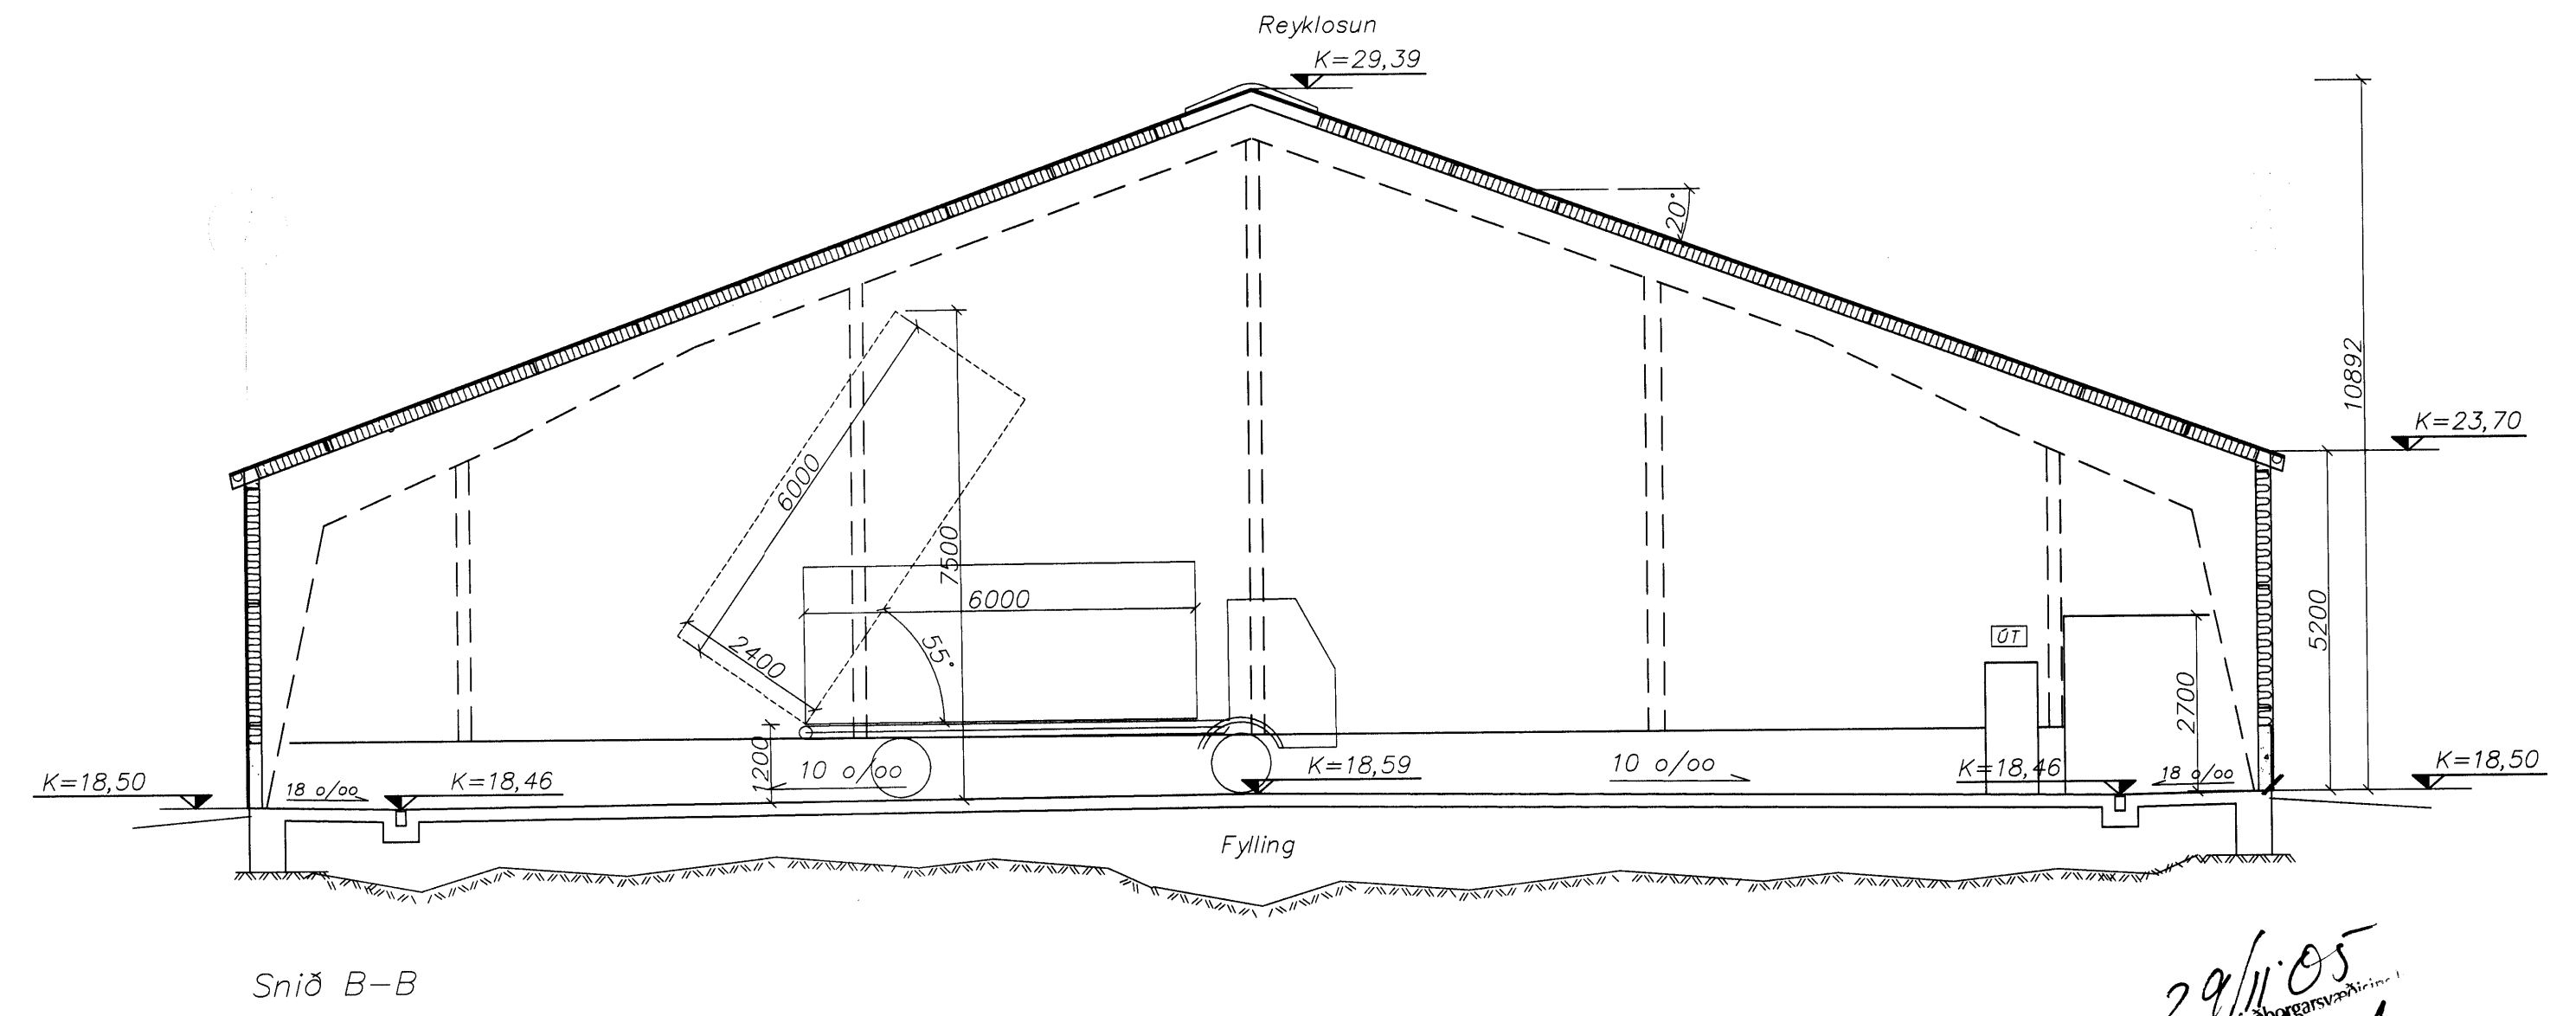 Reyklosun
K=29,39
20°
10892
K=23,70
6000
7500
6000
5200
ÚT
2400
55°
2700
1200
K=18,50
18 o/oo
K=18,46
10 o/oo
K=18,59
10 o/oo
K=18,46
18 o/oo
K=18,50
Fylling
Snið B-B
29/11.05